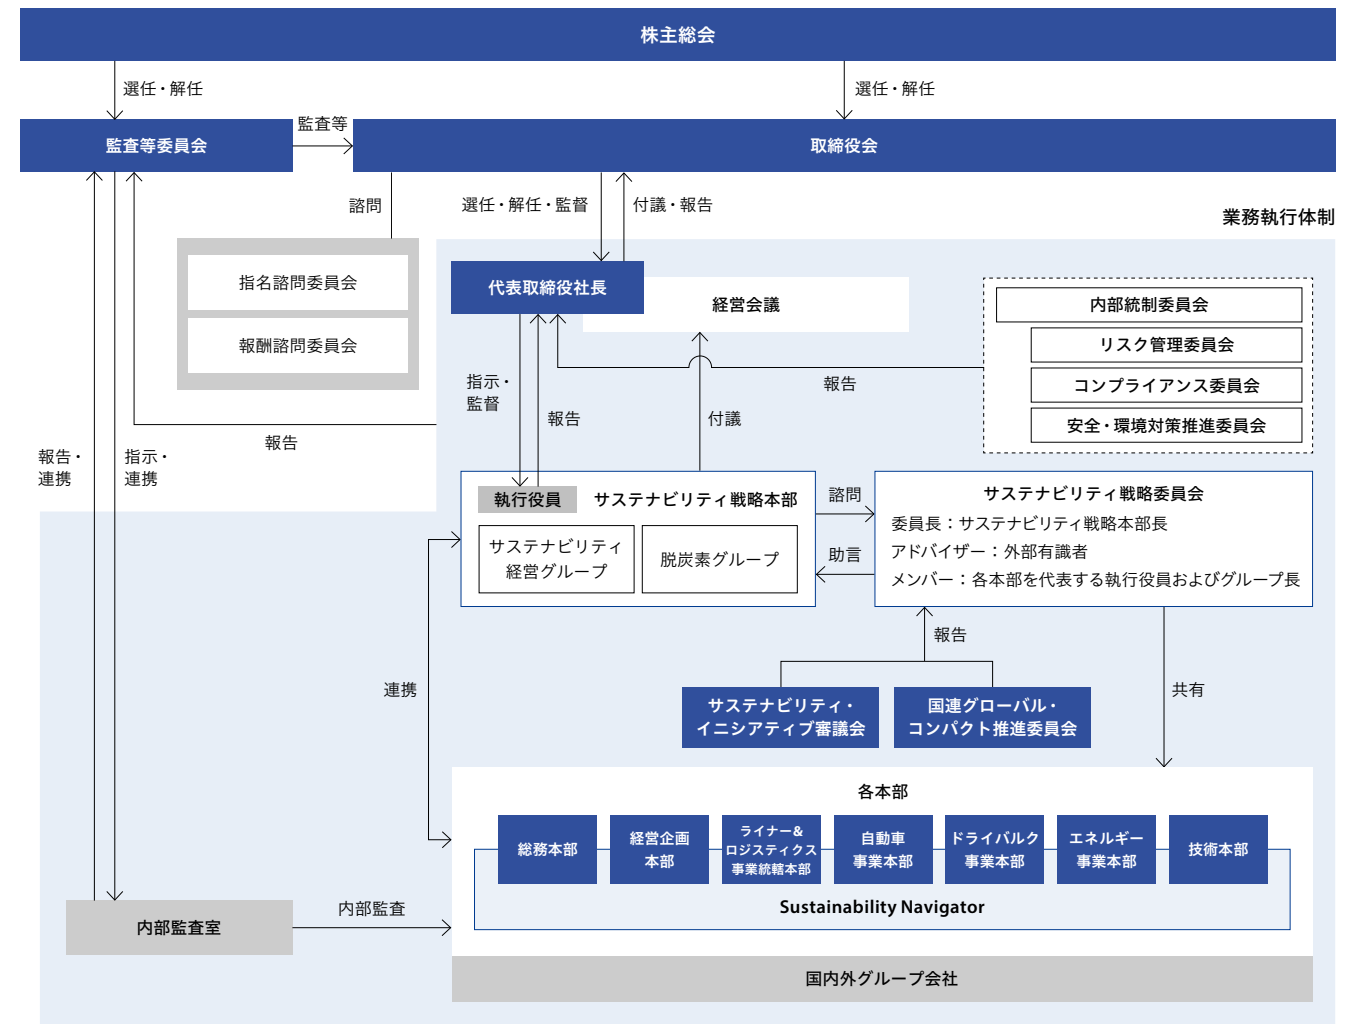 株主総会
選任・解任
選任・解任
監査等委員会
監査等
取締役会
諮問
選任・解任・監督
付議・報告
業務執行体制
指名諮問委員会
報酬諮問委員会
代表取締役社長
経営会議
内部統制委員会
リスク管理委員会
コンプライアンス委員会
安全・環境対策推進委員会
指示・
監督
報告
付議
報告
報告
報告・
連携
指示・
連携
執行役員
サステナビリティ戦略本部
サステナビリティ
経営グループ
脱炭素グループ
諮問
助言
サステナビリティ戦略委員会
委員長：サステナビリティ戦略本部長
アドバイザー：外部有識者
メンバー：各本部を代表する執行役員およびグループ長
報告
連携
共有
サステナビリティ・
イニシアティブ審議会
国連グローバル・
コンパクト推進委員会
各本部
総務本部
経営企画
本部
ライナー&
ロジスティクス
事業統轄本部
自動車
事業本部
ドライバルク
事業本部
エネルギー
事業本部
技術本部
Sustainability Navigator
内部監査室
内部監査
国内外グループ会社